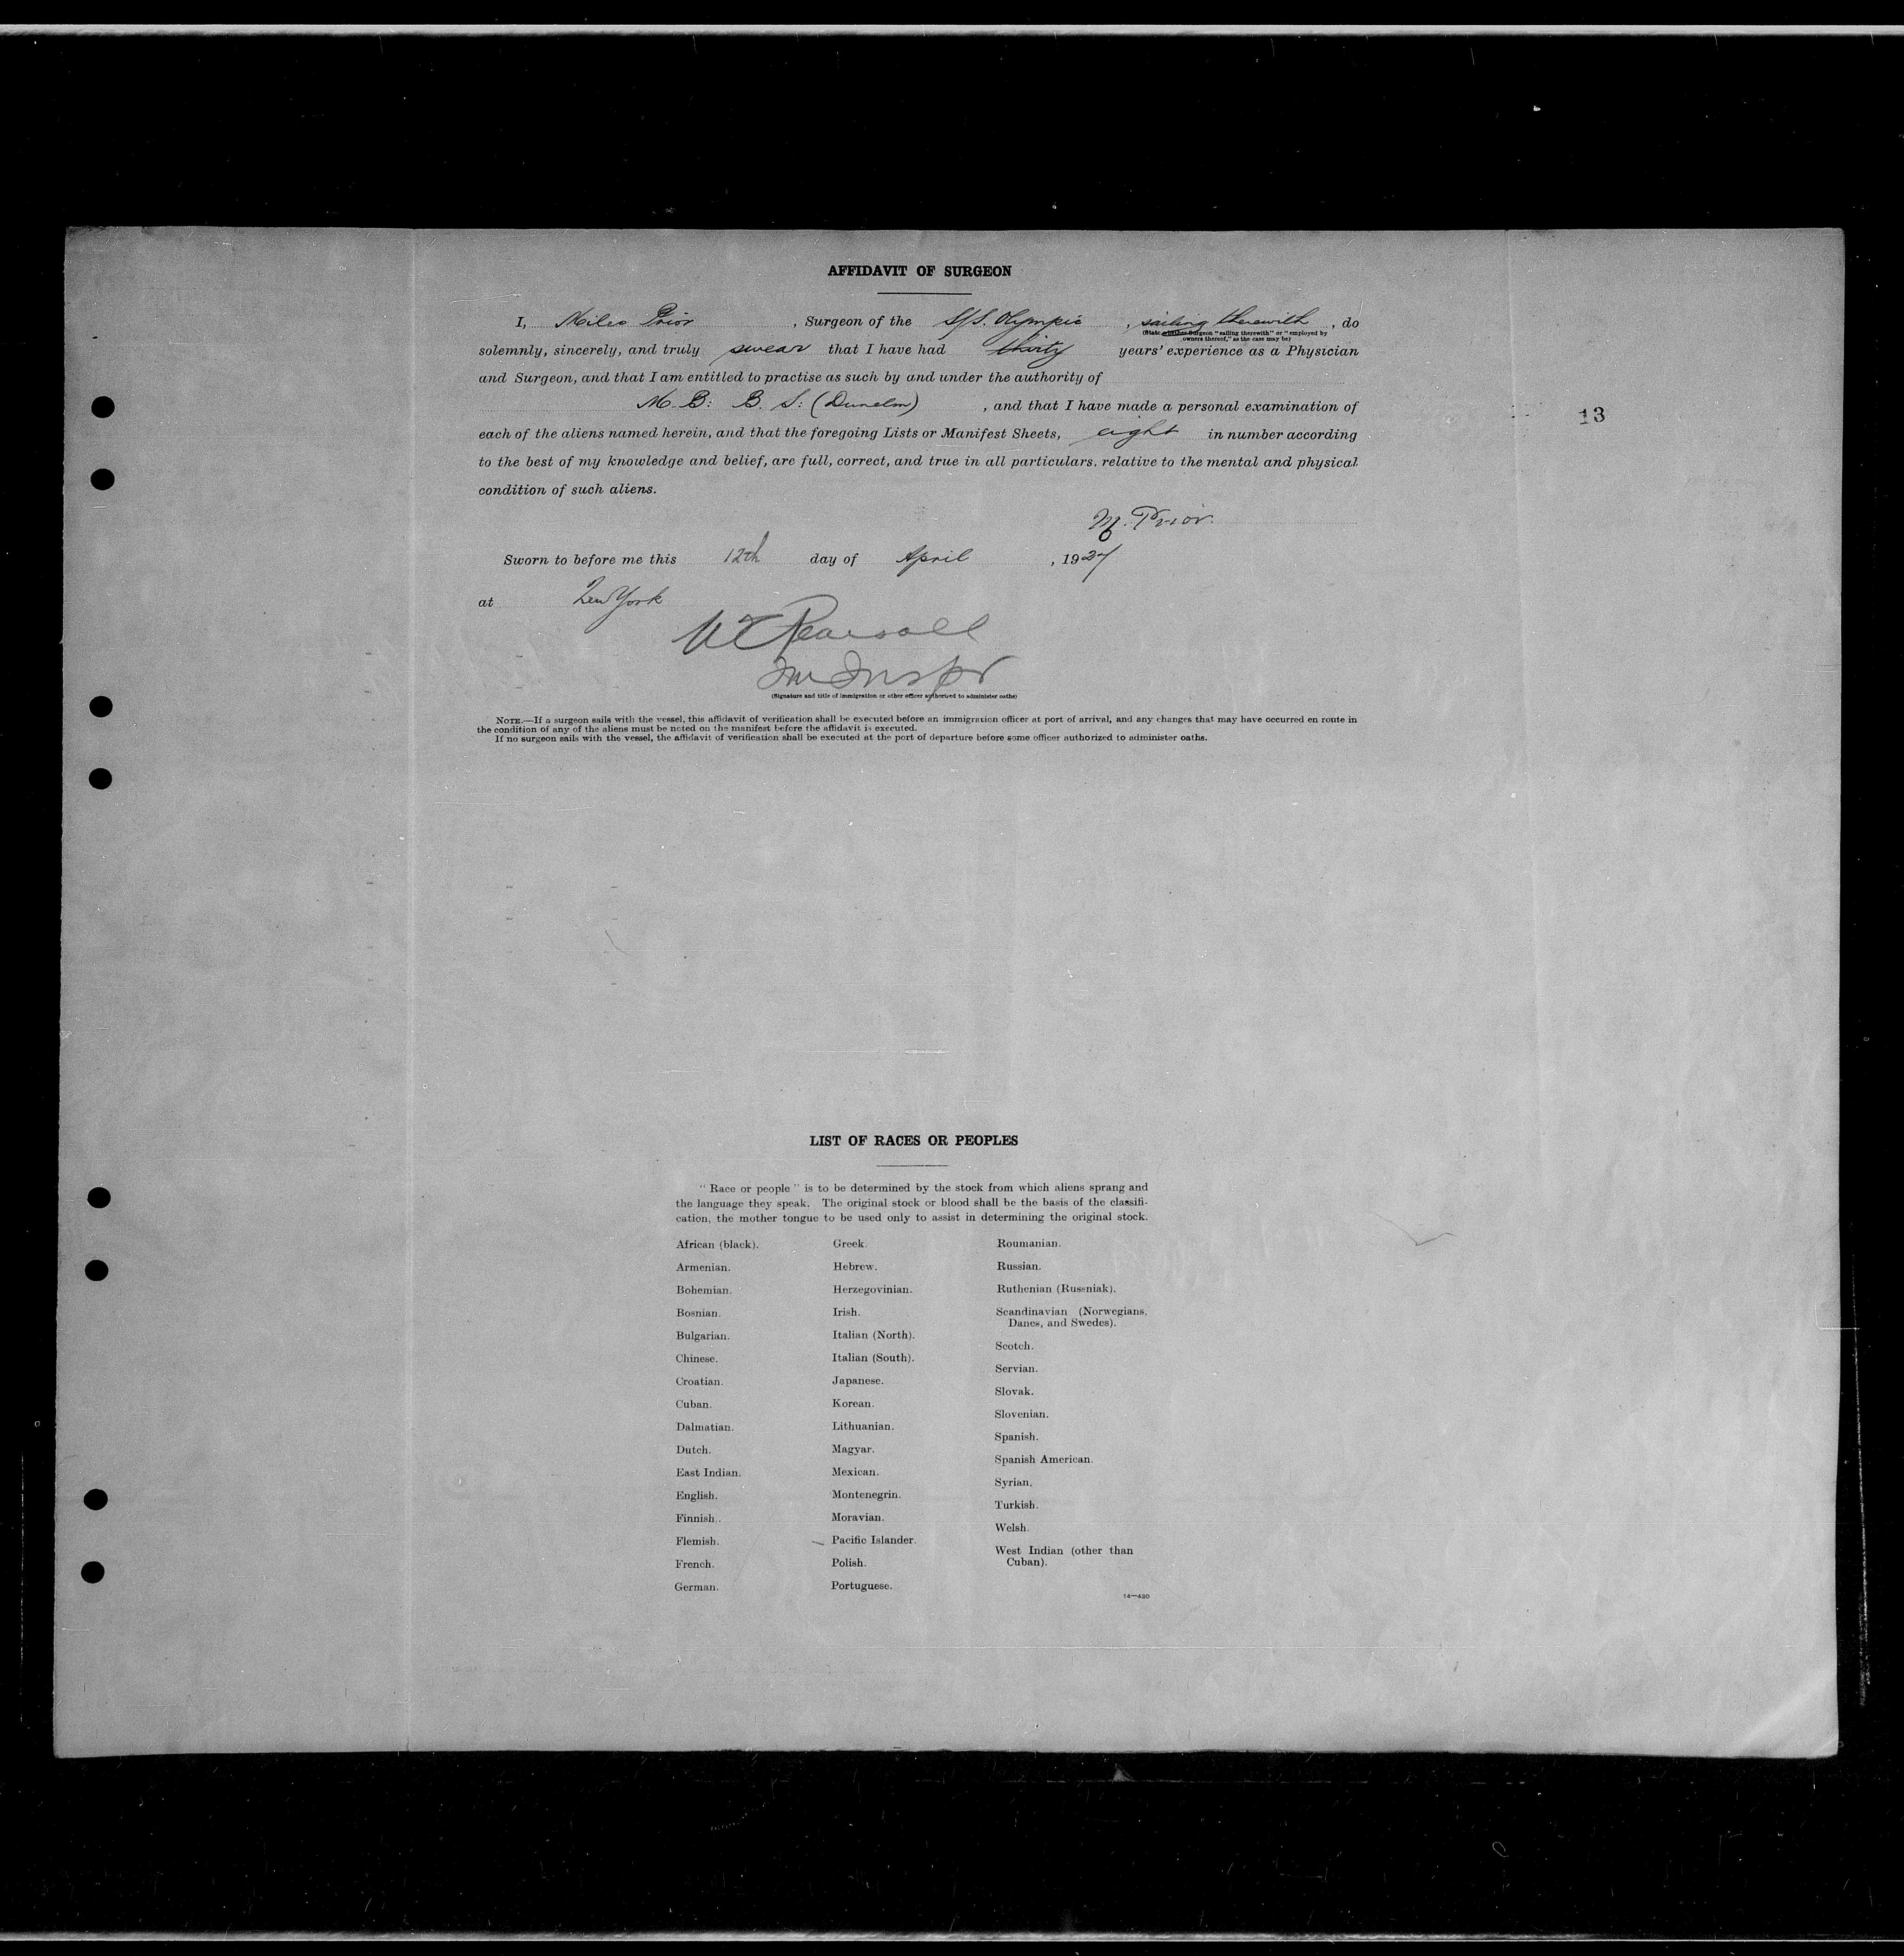 AFFIDAVIT OF SURGEON
I, Miles Prior, Surgeon of the S/S. Olympic, sailing therewith, do
(State whether Surgeon "sailing therewith" or "employed by
owners thereof," as the case may be)
solemnly, sincerely, and truly swear that I have had thirty years' experience as a Physician
and Surgeon, and that I am entitled to practise as such by and under the authority of
M. B: B. S: (Dunelm), and that I have made a personal examination of
13
each of the aliens named herein, and that the foregoing Lists or Manifest Sheets, eight in number according
to the best of my knowledge and belief, are full, correct, and true in all particulars. relative to the mental and physical
condition of such aliens.
M. Prior.
Sworn to before me this 12th day of April, 1927
at New York
Pearsall
Im Inspr
(Signature and title of immigration or other officer authorized to administer oaths)
NOTE.—If a surgeon sails with the vessel, this affidavit of verification shall be executed before an immigration officer at port of arrival, and any changes that may have occurred en route in
the condition of any of the aliens must be noted on the manifest before the affidavit is executed.
If no surgeon sails with the vessel, the affidavit of verification shall be executed at the port of departure before some officer authorized to administer oaths.
LIST OF RACES OR PEOPLES
"Race or people" is to be determined by the stock from which aliens sprang and
the language they speak. The original stock or blood shall be the basis of the classifi-
cation, the mother tongue to be used only to assist in determining the original stock.
African (black).
Armenian.
Bohemian.
Bosnian.
Bulgarian.
Chinese.
Croatian.
Cuban.
Dalmatian.
Dutch.
East Indian.
English.
Finnish.
Flemish.
French.
German.
Greek.
Hebrew.
Herzegovinian.
Irish.
Italian (North).
Italian (South).
Japanese.
Korean.
Lithuanian.
Magyar.
Mexican.
Montenegrin.
Moravian.
Pacific Islander.
Polish.
Portuguese.
Roumanian.
Russian.
Ruthenian (Russniak).
Scandinavian (Norwegians,
Danes, and Swedes).
Scotch.
Servian.
Slovak.
Slovenian.
Spanish.
Spanish American.
Syrian.
Turkish.
Welsh.
West Indian (other than
Cuban).
14—430